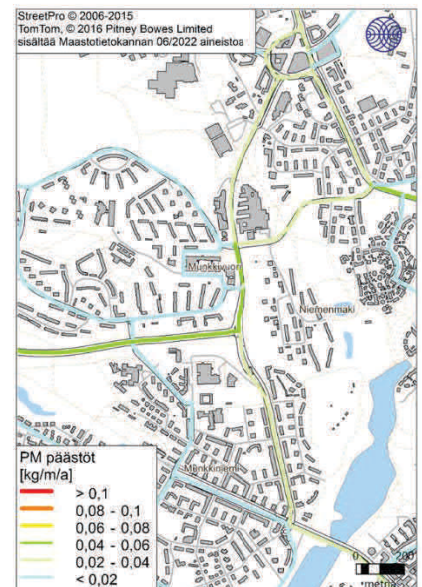 StreetPro © 2006-2015
TomTom, © 2016 Pitney Bowes Limited
sisältää Maastotietokannan 06/2022 aineistoa
Munkkivuori
Niemenmäki
Munkkiniemi
PM päästöt
[kg/m/a]
> 0,1
0,08 - 0,1
0,06 - 0,08
0,04 - 0,06
0,02 - 0,04
< 0,02
0 200
metriä